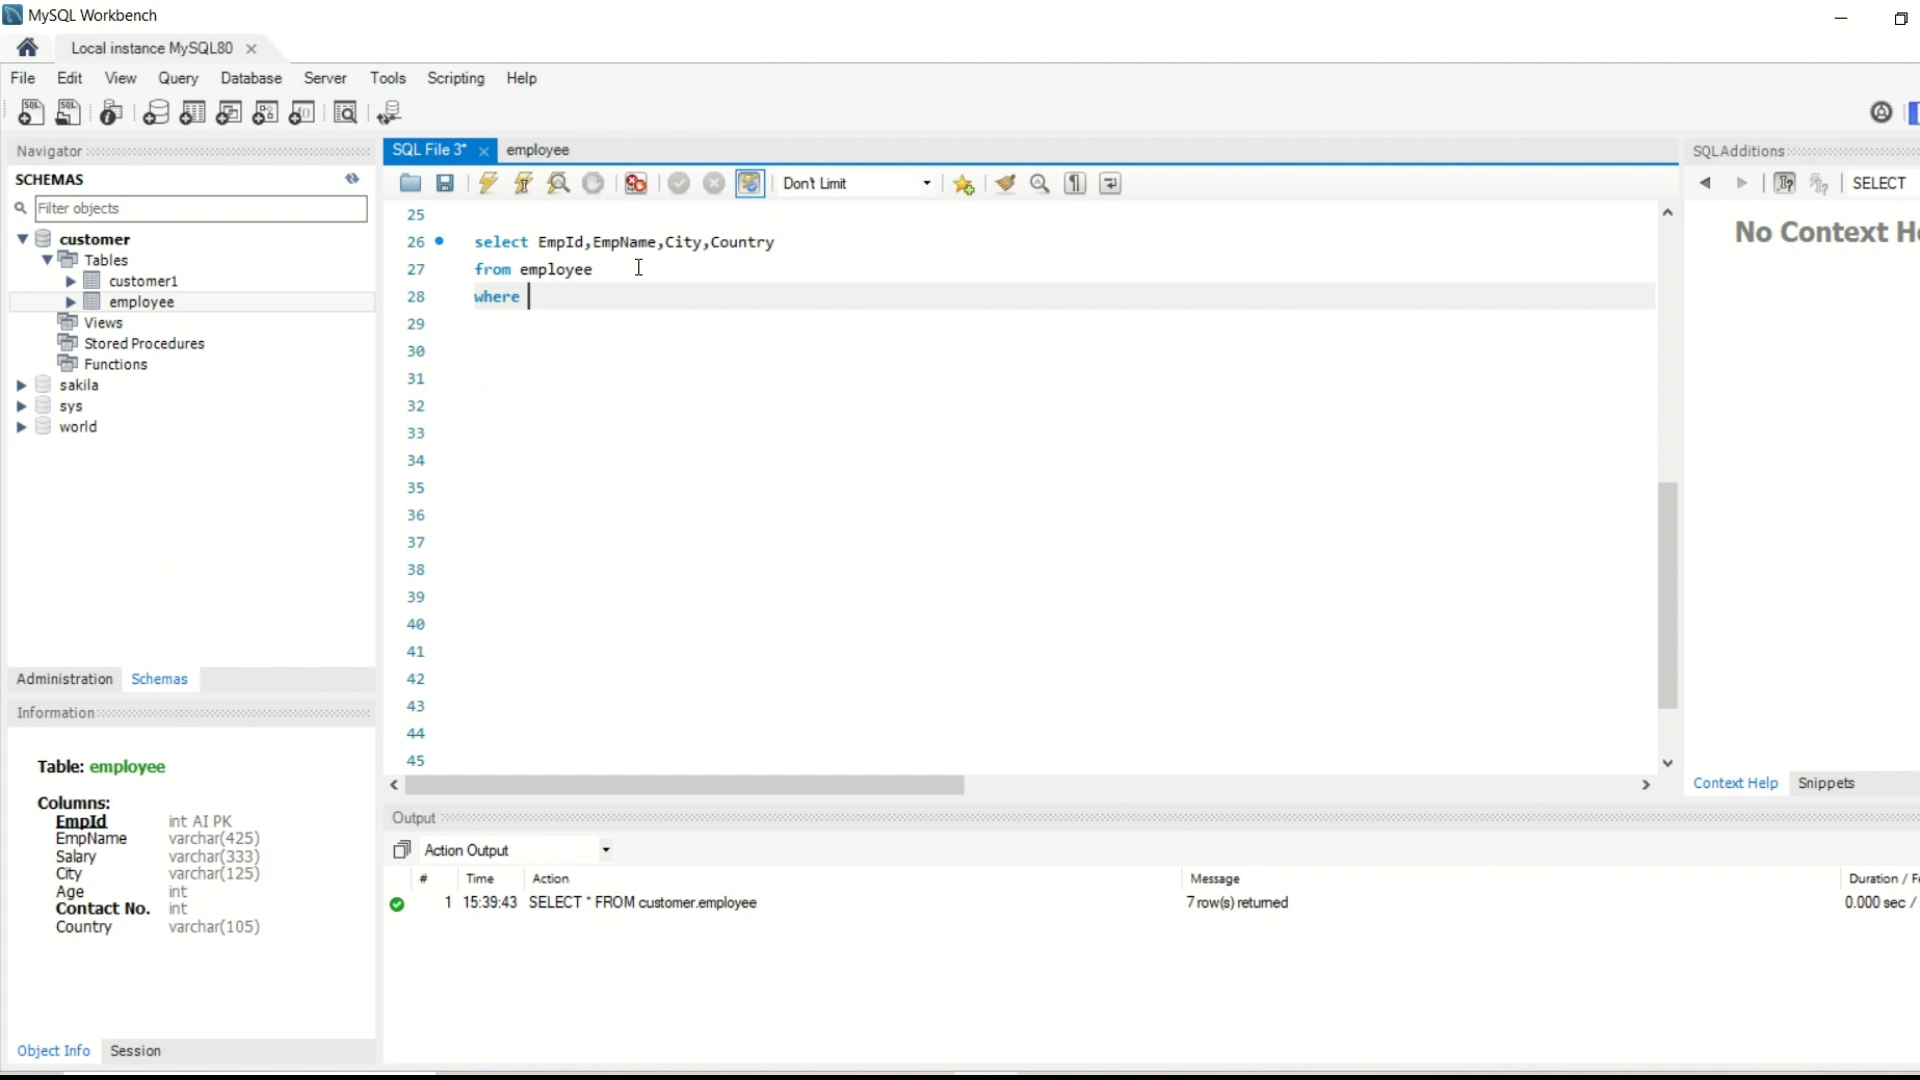 MySQL Workbench
Local instance MySQL80
File Edit View Query Database Server Tools Scripting Help
Navigator
SCHEMAS
Filter objects
customer
Tables
customer1
employee
Views
Stored Procedures
Functions
sakila
sys
world
Administration Schemas
Information
Table: employee
Columns:
EmpId int AI PK
EmpName varchar(425)
Salary varchar(333)
City varchar(125)
Age int
Contact No. int
Country varchar(105)
Object Info Session
SQL File 3* employee
Don't Limit
25
26 select EmpId,EmpName,City,Country
27 from employee
28 where
29
30
31
32
33
34
35
36
37
38
39
40
41
42
43
44
45
Output
Action Output
# Time Action Message Duration / F
1 15:39:43 SELECT * FROM customer.employee 7 row(s) returned 0.000 sec /
SQLAdditions
SELECT
No Context H
Context Help Snippets